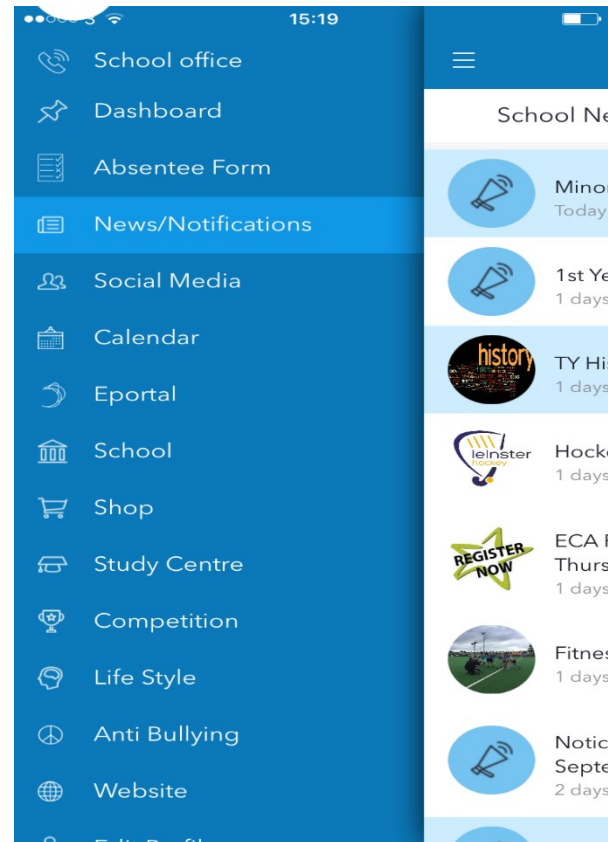 15:19
School office
Dashboard
Absentee Form
News/Notifications
Social Media
Calendar
Eportal
School
Shop
Study Centre
Competition
Life Style
Anti Bullying
Website
School Ne
Minor
Today
1st Ye
1 days
history
TY His
1 days
leinster
hockey
Hocke
1 days
REGISTER
NOW
ECA F
Thurs
1 days
Fitnes
1 days
Notic
Septe
2 days